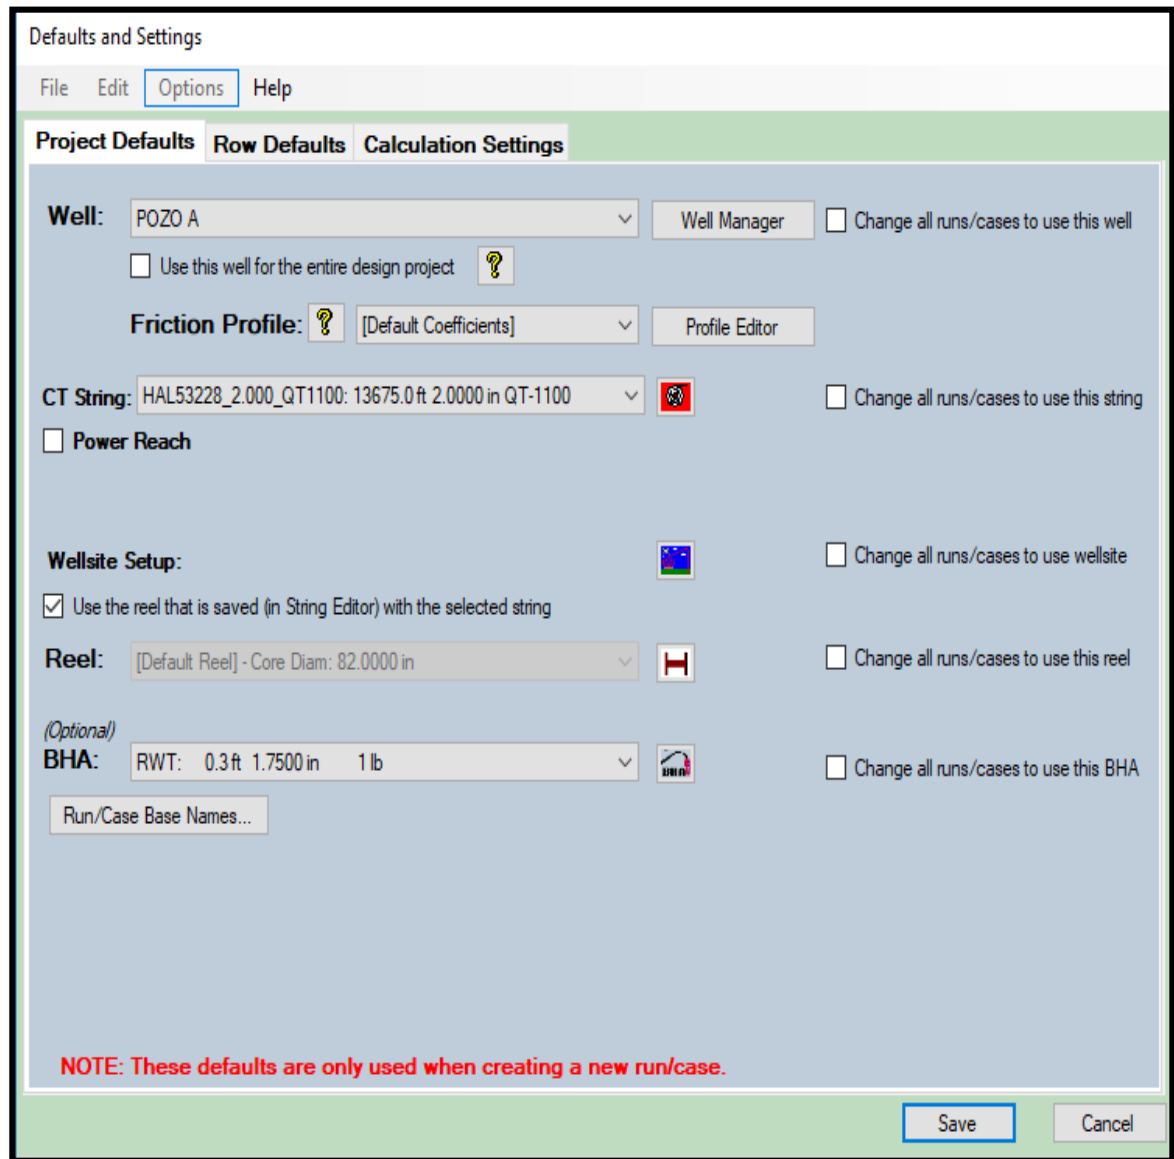 Defaults and Settings
File Edit Options Help
Project Defaults Row Defaults Calculation Settings
Well: POZO A Well Manager Change all runs/cases to use this well
Use this well for the entire design project ?
Friction Profile: ? [Default Coefficients] Profile Editor
CT String: HAL53228_2.000_QT1100: 13675.0 ft 2.0000 in QT-1100 Change all runs/cases to use this string
Power Reach
Wellsite Setup: Change all runs/cases to use wellsite
Use the reel that is saved (in String Editor) with the selected string
Reel: [Default Reel] - Core Diam: 82.0000 in Change all runs/cases to use this reel
(Optional)
BHA: RWT: 0.3 ft 1.7500 in 1 lb BHA Change all runs/cases to use this BHA
Run/Case Base Names...
NOTE: These defaults are only used when creating a new run/case.
Save Cancel